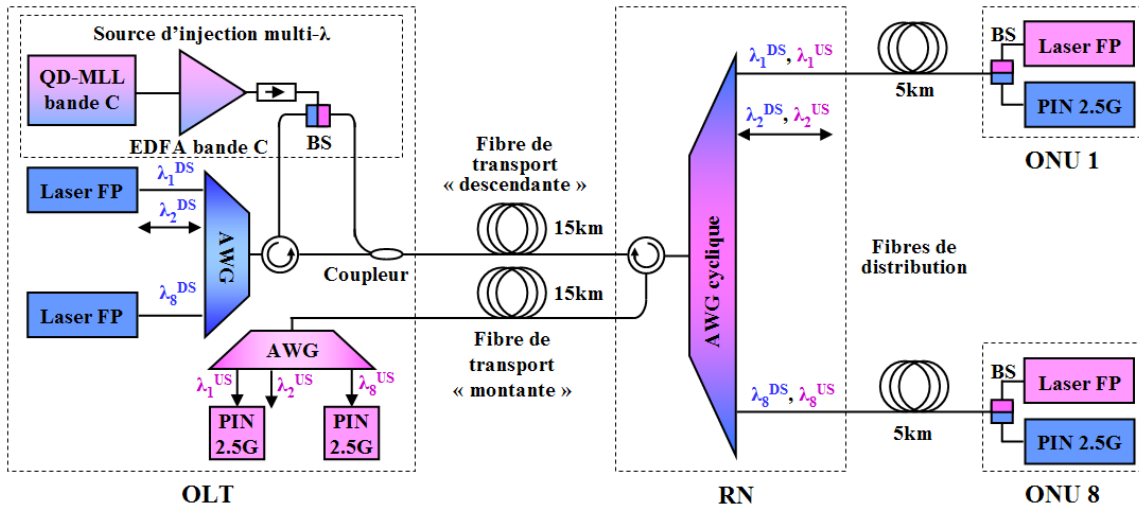 Source d'injection multi-λ
QD-MLL
bande C
EDFA bande C
BS
Laser FP
λ₁ᴰˢ
λ₂ᴰˢ
Laser FP
λ₈ᴰˢ
AWG
Coupleur
AWG
λ₁ᵁˢ
λ₂ᵁˢ
λ₈ᵁˢ
PIN
2.5G
PIN
2.5G
OLT
Fibre de
transport
« descendante »
15km
15km
Fibre de
transport
« montante »
AWG cyclique
λ₁ᴰˢ, λ₁ᵁˢ
λ₂ᴰˢ, λ₂ᵁˢ
λ₈ᴰˢ, λ₈ᵁˢ
RN
5km
Fibres de
distribution
5km
BS
Laser FP
PIN 2.5G
ONU 1
BS
Laser FP
PIN 2.5G
ONU 8